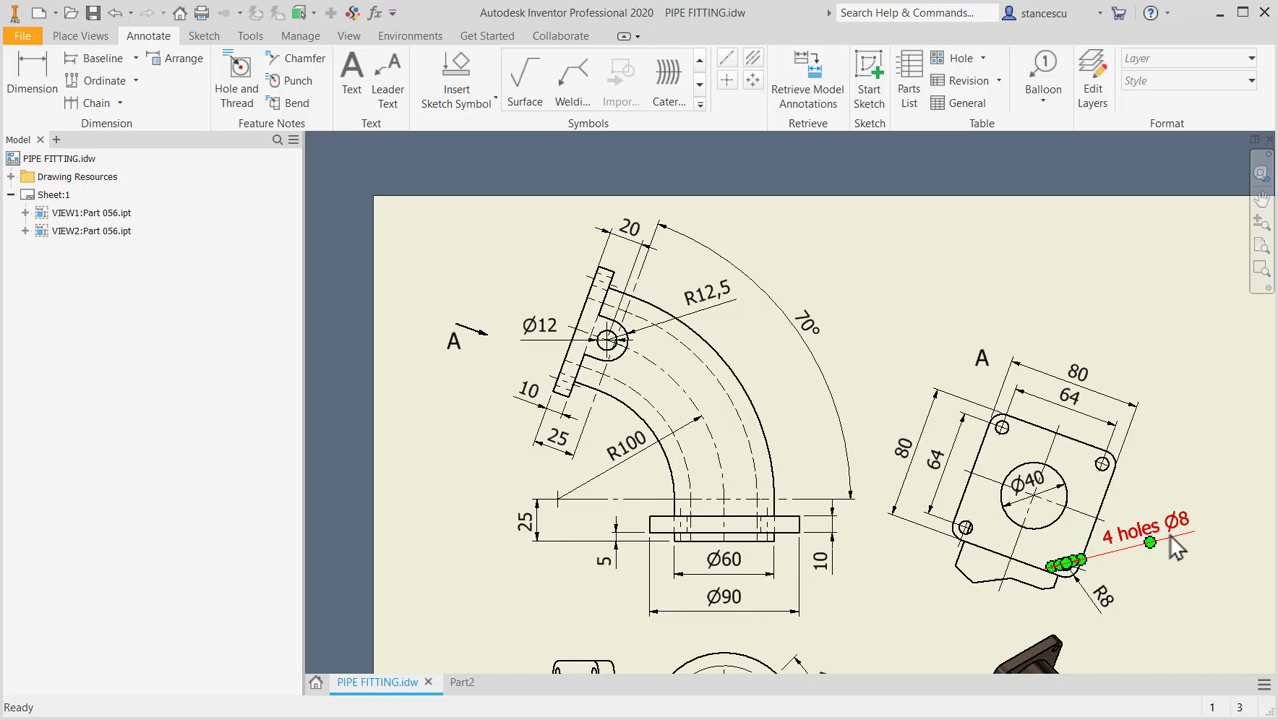 PRO
Autodesk Inventor Professional 2020 PIPE FITTING.idw
Search Help & Commands...
stancescu
File Place Views Annotate Sketch Tools Manage View Environments Get Started Collaborate
Dimension
Baseline
Ordinate
Chain
Arrange
Dimension
Hole and
Thread
Chamfer
Punch
Bend
Feature Notes
Text
Leader
Text
Text
Insert
Sketch Symbol
Surface
Weldi...
Impor...
Cater...
Symbols
Retrieve Model
Annotations
Retrieve
Start
Sketch
Sketch
Parts
List
Hole
Revision
General
Table
Balloon
Edit
Layers
Layer
Style
Format
Model
PIPE FITTING.idw
Drawing Resources
Sheet:1
VIEW1:Part 056.ipt
VIEW2:Part 056.ipt
20
R12,5
70°
Ø12
A
10
25
R100
25
5
Ø60
10
Ø90
A
80
64
80
64
Ø40
4 holes Ø8
R8
PIPE FITTING.idw Part2
Ready 1 3